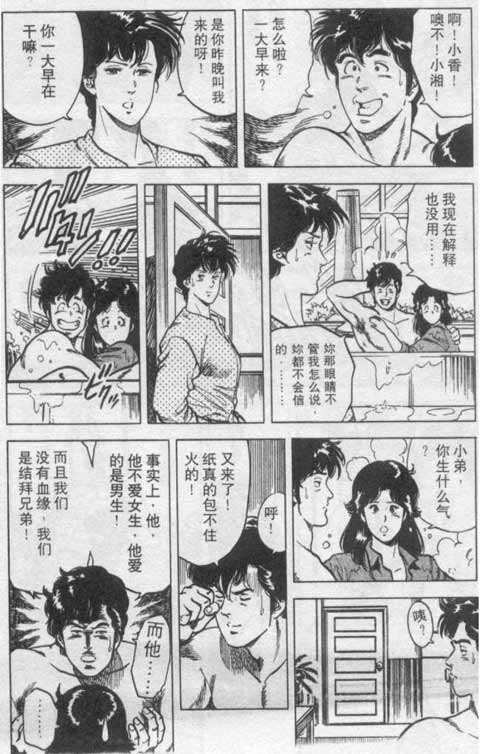 啊！小香！
噢不！小湘！
怎么啦？
一大早来？
是你昨晚叫我
来的呀！
你一大早在
干嘛？
我现在解释
也没用……
妳那眼睛不
管我怎么说．
妳都不会信
的．………
小弟，
你生什么气
？
咦？
呼！
又来了！
纸真的包不住
火的！
事实上．他，
他不爱女生．他爱
的是男生！
而且我们
没有血缘，我们
是结拜兄弟！
而他……
………